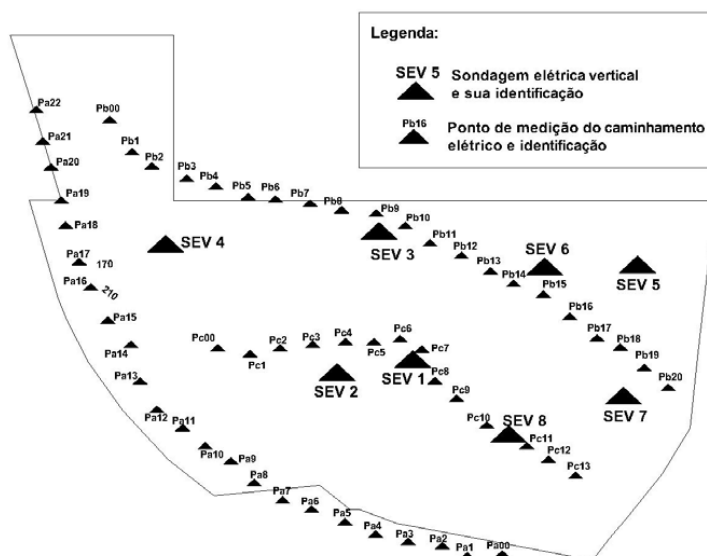 Legenda:
SEV 5 Sondagem elétrica vertical
e sua identificação
Pb16 Ponto de medição do caminhamento
elétrico e identificação
Pa22
Pb00
Pa21
Pb1
Pb2
Pa20
Pb3
Pb4
Pb5
Pb6
Pb7
Pb8
Pb9
Pa19
Pb10
Pa18
SEV 4
SEV 3
Pb11
Pb12
SEV 6
SEV 5
Pa17 170
Pb13
Pa16 210
Pb14
Pb15
Pb16
Pa15
Pb17
Pb18
Pa14
Pc00
Pc1
Pc2
Pc3
Pc4
Pc5
Pc6
Pc7
Pb19
Pb20
Pa13
SEV 2
SEV 1
Pc8
Pc9
SEV 7
Pa12
Pa11
Pc10
SEV 8
Pc11
Pa10
Pa9
Pc12
Pc13
Pa8
Pa7
Pa6
Pa5
Pa4
Pa3
Pa2
Pa1
Pa00